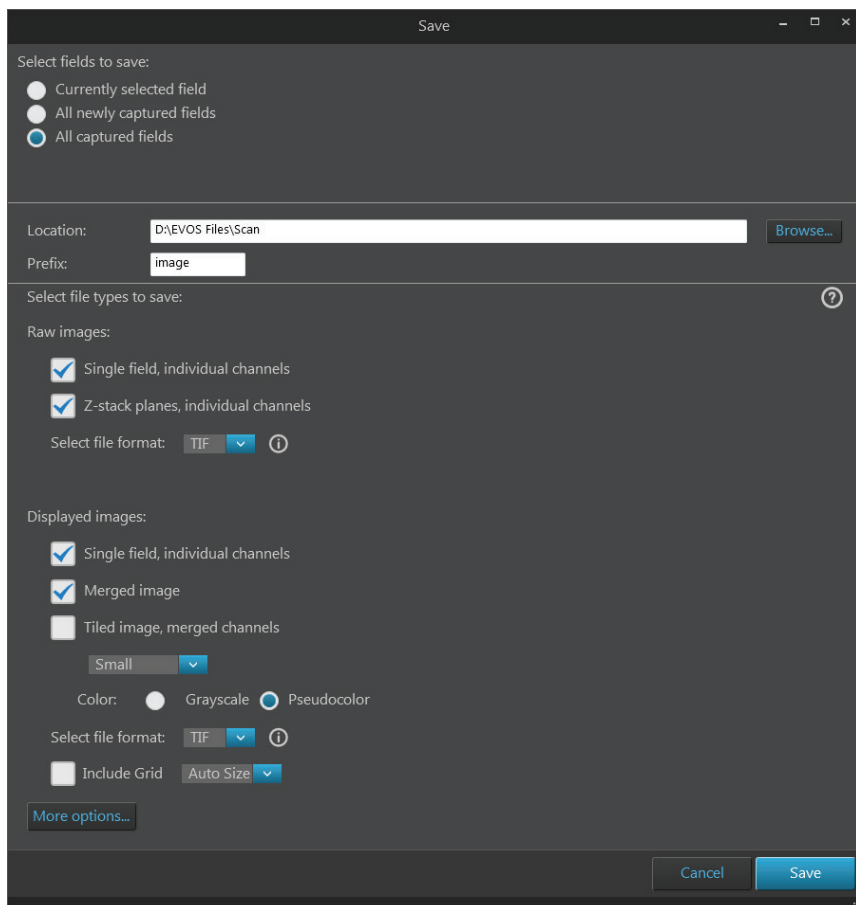 Save
Select fields to save:
Currently selected field
All newly captured fields
All captured fields
Location: D:\EVOS Files\Scan Browse...
Prefix: image
Select file types to save: ?
Raw images:
Single field, individual channels
Z-stack planes, individual channels
Select file format: TIF i
Displayed images:
Single field, individual channels
Merged image
Tiled image, merged channels
Small
Color: Grayscale Pseudocolor
Select file format: TIF i
Include Grid Auto Size
More options...
Cancel Save